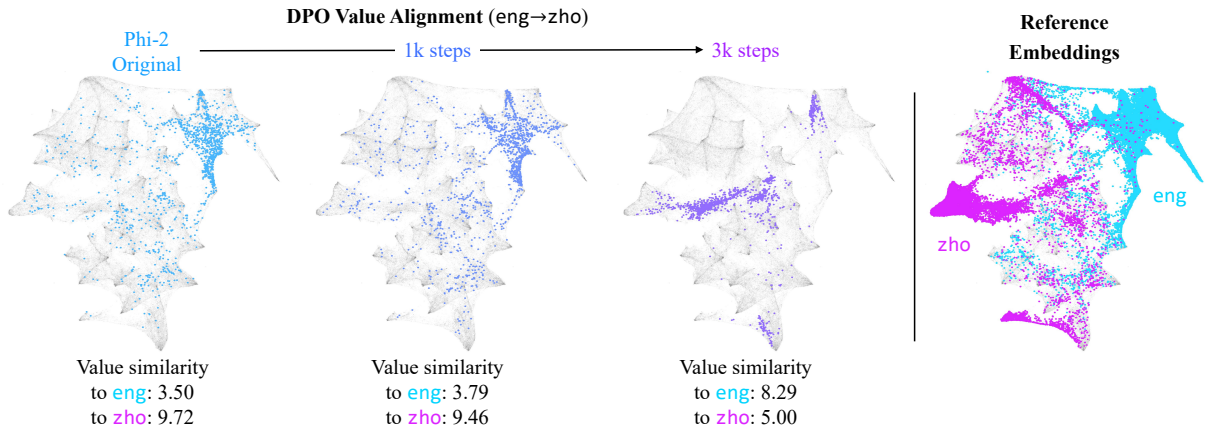 DPO Value Alignment (eng→zho)
Phi-2
Original
1k steps
3k steps
Reference
Embeddings
eng
zho
Value similarity
to eng: 3.50
to zho: 9.72
Value similarity
to eng: 3.79
to zho: 9.46
Value similarity
to eng: 8.29
to zho: 5.00